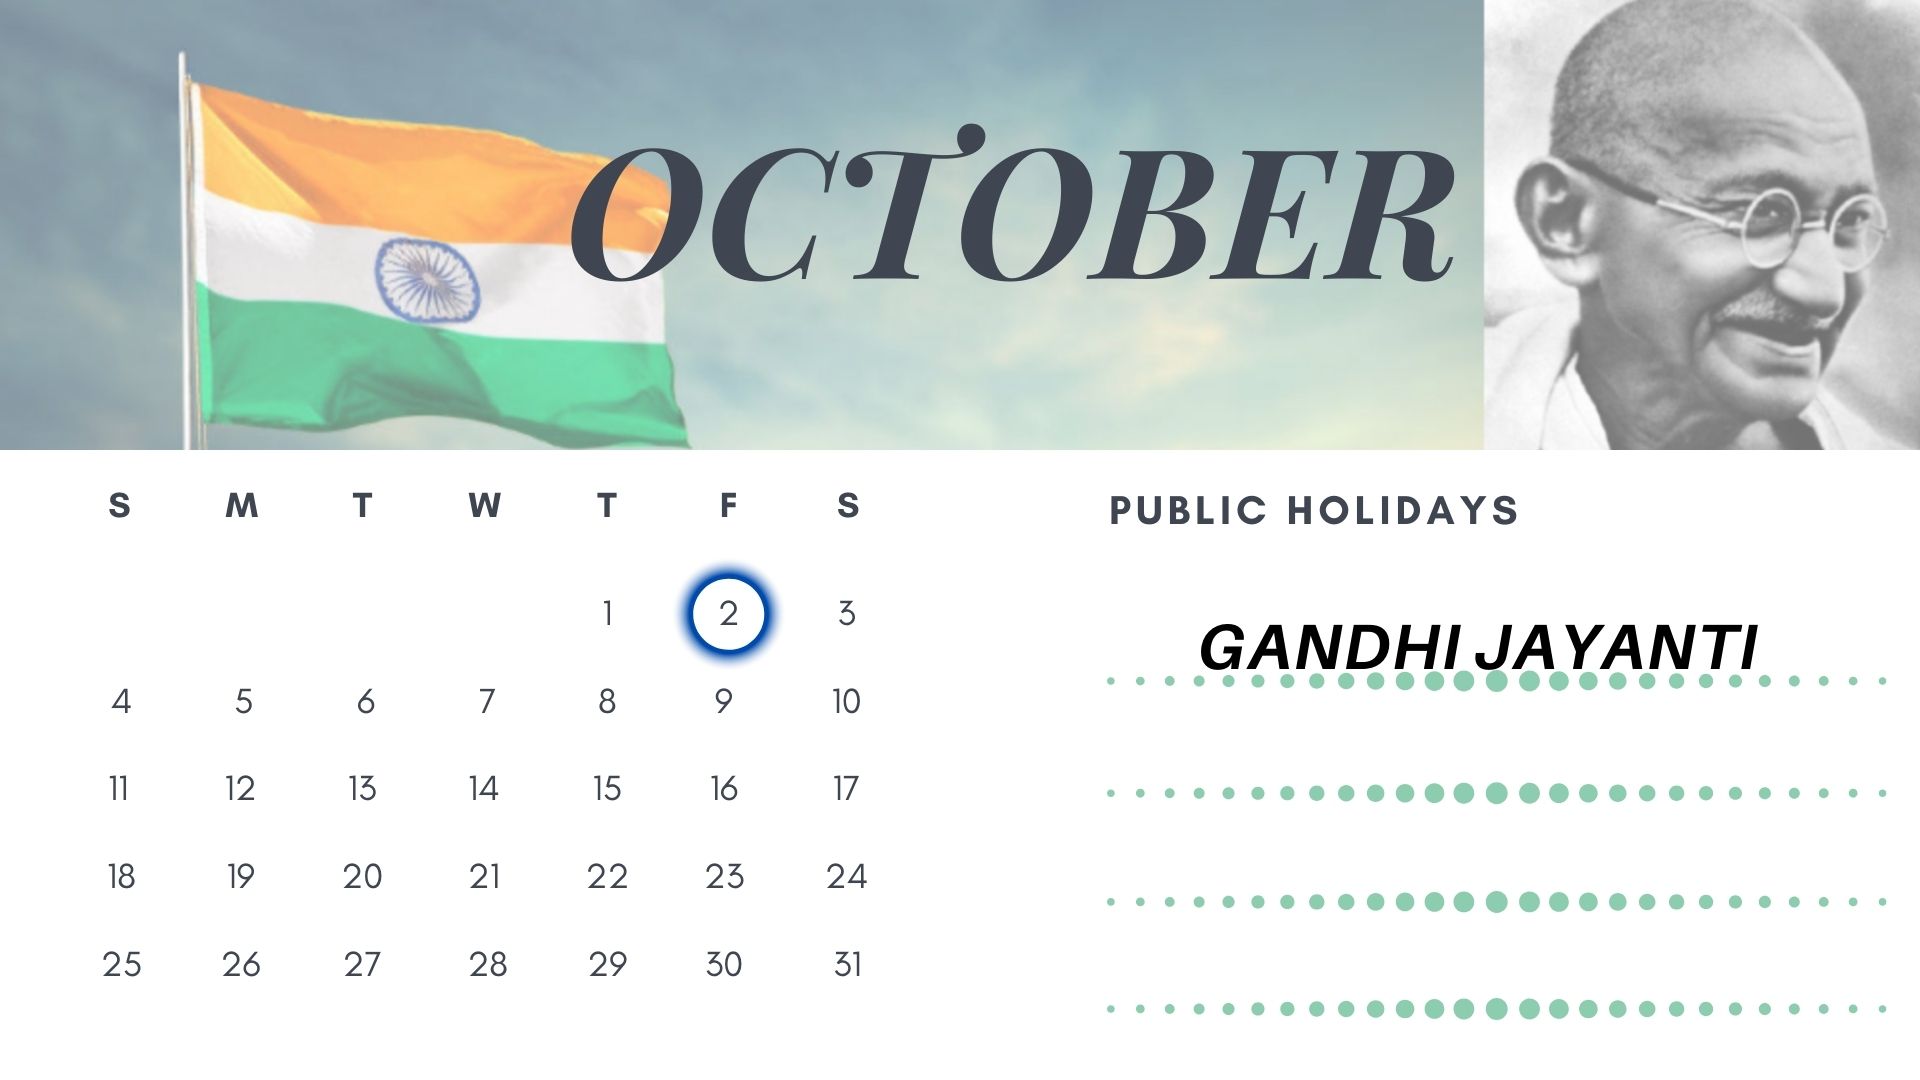 OCTOBER
S M T W T F S
1 2 3
4 5 6 7 8 9 10
11 12 13 14 15 16 17
18 19 20 21 22 23 24
25 26 27 28 29 30 31
PUBLIC HOLIDAYS
GANDHI JAYANTI